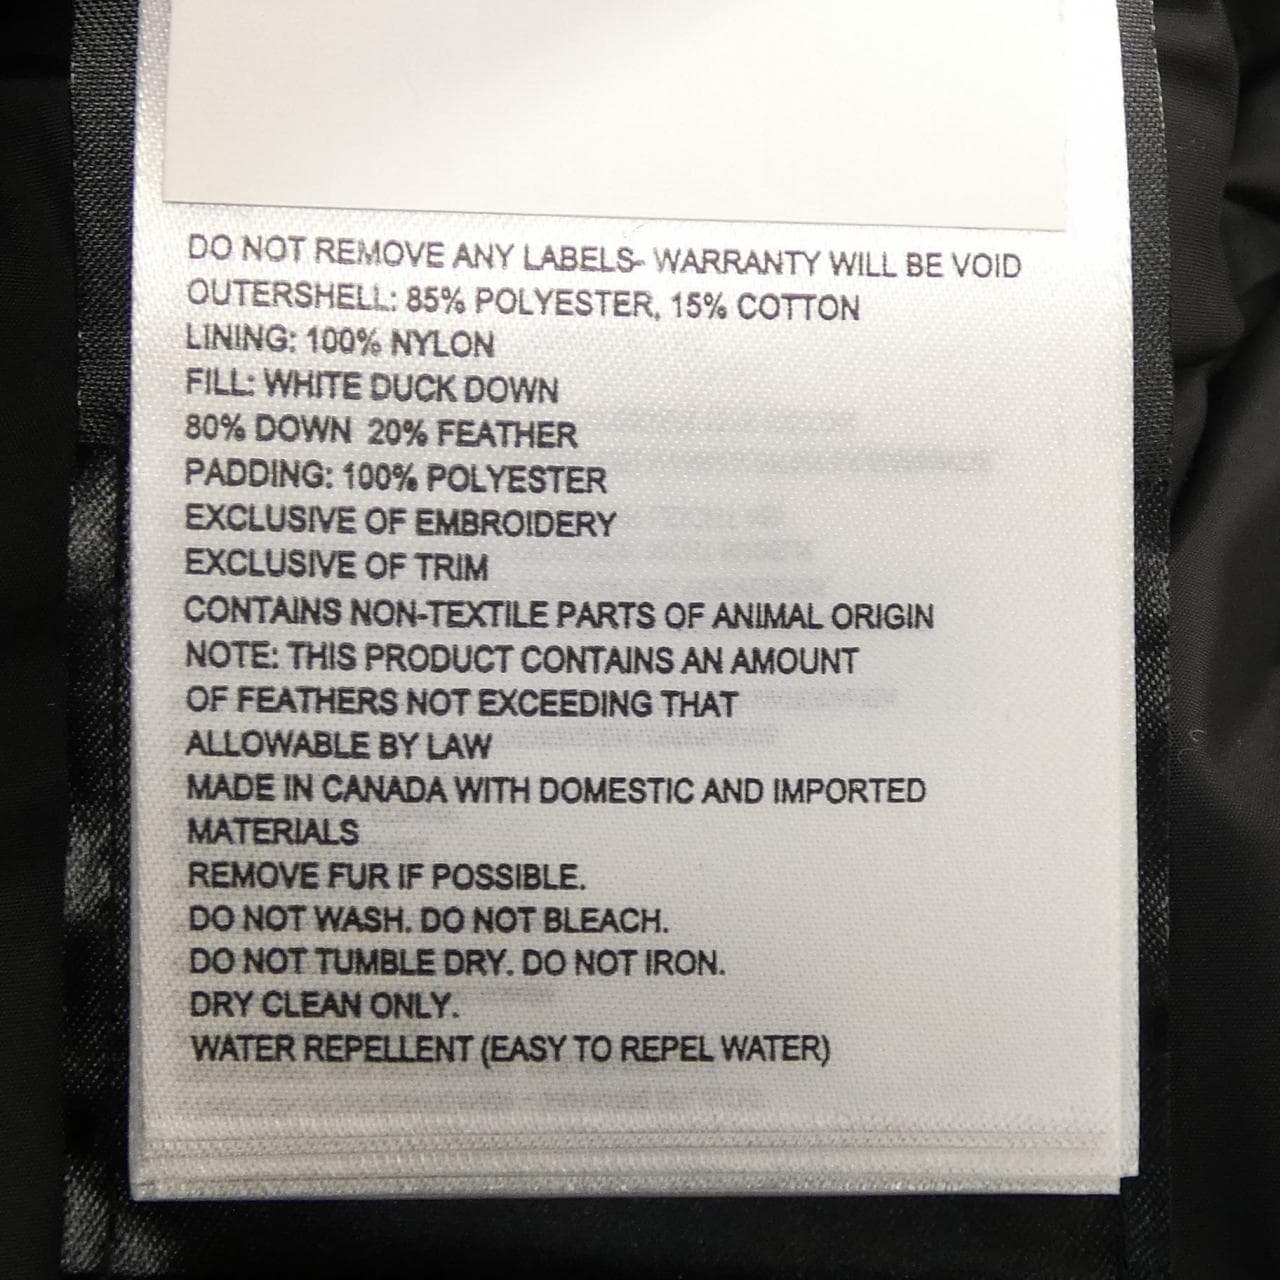 DO NOT REMOVE ANY LABELS- WARRANTY WILL BE VOID
OUTERSHELL: 85% POLYESTER, 15% COTTON
LINING: 100% NYLON
FILL: WHITE DUCK DOWN
80% DOWN 20% FEATHER
PADDING: 100% POLYESTER
EXCLUSIVE OF EMBROIDERY
EXCLUSIVE OF TRIM
CONTAINS NON-TEXTILE PARTS OF ANIMAL ORIGIN
NOTE: THIS PRODUCT CONTAINS AN AMOUNT
OF FEATHERS NOT EXCEEDING THAT
ALLOWABLE BY LAW
MADE IN CANADA WITH DOMESTIC AND IMPORTED
MATERIALS
REMOVE FUR IF POSSIBLE.
DO NOT WASH. DO NOT BLEACH.
DO NOT TUMBLE DRY. DO NOT IRON.
DRY CLEAN ONLY.
WATER REPELLENT (EASY TO REPEL WATER)